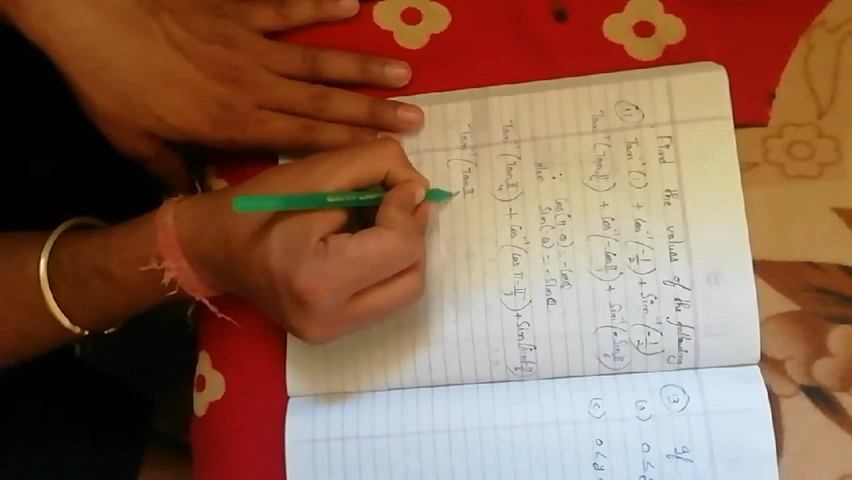 Find the values of the following
(11) Tan⁻¹(1) + Cos⁻¹(-1/2) + Sin⁻¹(-1/2)
Tan⁻¹(Tan π/4) + Cos⁻¹(-Cos π/3) + Sin⁻¹(-Sin π/6)
∵ Cos(π-θ) = -Cosθ
also Sin(-θ) = -Sinθ
Tan⁻¹(Tan π/4) + Cos⁻¹(Cos π-π/3) + Sin⁻¹(Sin-π/6)
Tan⁻¹(Tan π
(13) If
(a) 0 ≤
(c) 0 <